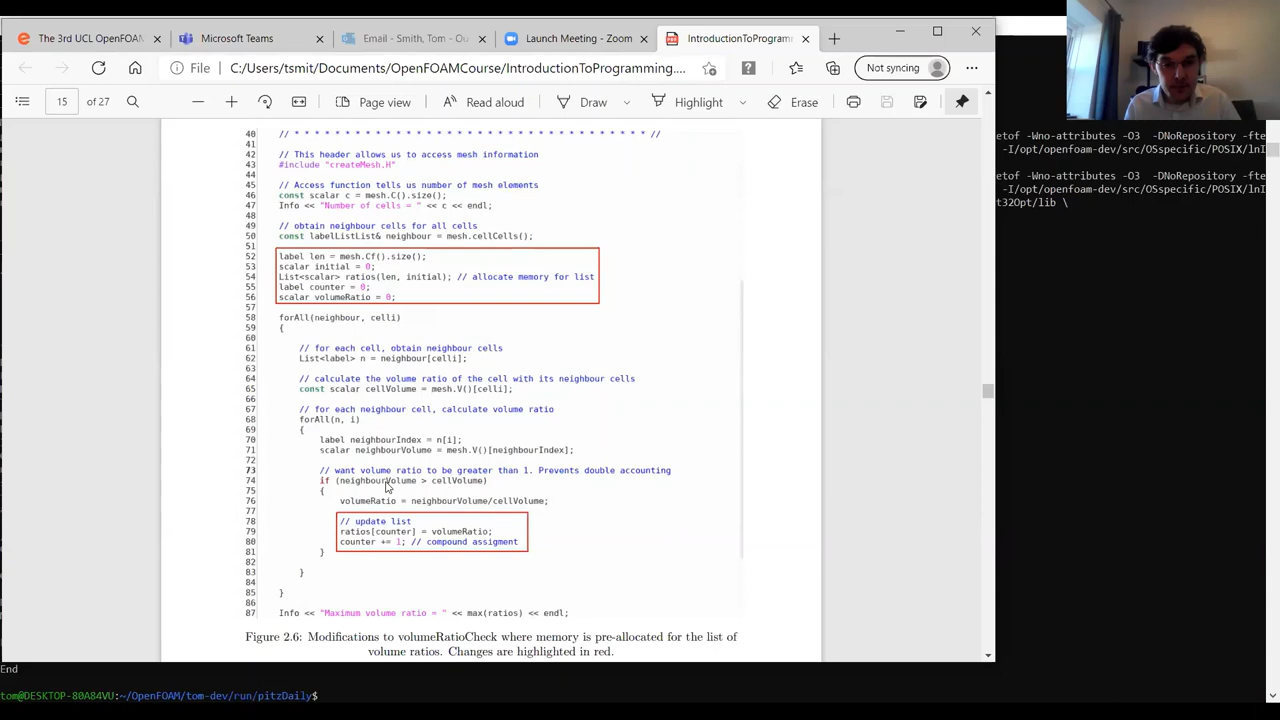 The 3rd UCL OpenFOAM
Microsoft Teams
Email - Smith, Tom - Ou
Launch Meeting - Zoom
IntroductionToProgram
File
C:/Users/tsmit/Documents/OpenFOAMCourse/IntroductionToProgramming....
Not syncing
15 of 27
Page view
Read aloud
Draw
Highlight
Erase
40 // * * * * * * * * * * * * * * * * * * * * * * * * * * * * * * * * * * * //
41
42 // This header allows us to access mesh information
43 #include "createMesh.H"
44
45 // Access function tells us number of mesh elements
46 const scalar c = mesh.C().size();
47 Info << "Number of cells = " << c << endl;
48
49 // obtain neighbour cells for all cells
50 const labelListList& neighbour = mesh.cellCells();
51
52 label len = mesh.Cf().size();
53 scalar initial = 0;
54 List<scalar> ratios(len, initial); // allocate memory for list
55 label counter = 0;
56 scalar volumeRatio = 0;
57
58 forAll(neighbour, celli)
59 {
60
61 // for each cell, obtain neighbour cells
62 List<label> n = neighbour[celli];
63
64 // calculate the volume ratio of the cell with its neighbour cells
65 const scalar cellVolume = mesh.V()[celli];
66
67 // for each neighbour cell, calculate volume ratio
68 forAll(n, i)
69 {
70 label neighbourIndex = n[i];
71 scalar neighbourVolume = mesh.V()[neighbourIndex];
72
73 // want volume ratio to be greater than 1. Prevents double accounting
74 if (neighbourVolume > cellVolume)
75 {
76 volumeRatio = neighbourVolume/cellVolume;
77
78 // update list
79 ratios[counter] = volumeRatio;
80 counter += 1; // compound assigment
81 }
82
83 }
84
85 }
86
87 Info << "Maximum volume ratio = " << max(ratios) << endl;
Figure 2.6: Modifications to volumeRatioCheck where memory is pre-allocated for the list of
volume ratios. Changes are highlighted in red.
etof -Wno-attributes -O3 -DNoRepository -fte
-I/opt/openfoam-dev/src/OSspecific/POSIX/lnI
etof -Wno-attributes -O3 -DNoRepository -fte
-I/opt/openfoam-dev/src/OSspecific/POSIX/lnI
t32Opt/lib \
End
tom@DESKTOP-80A84VU:~/OpenFOAM/tom-dev/run/pitzDaily$